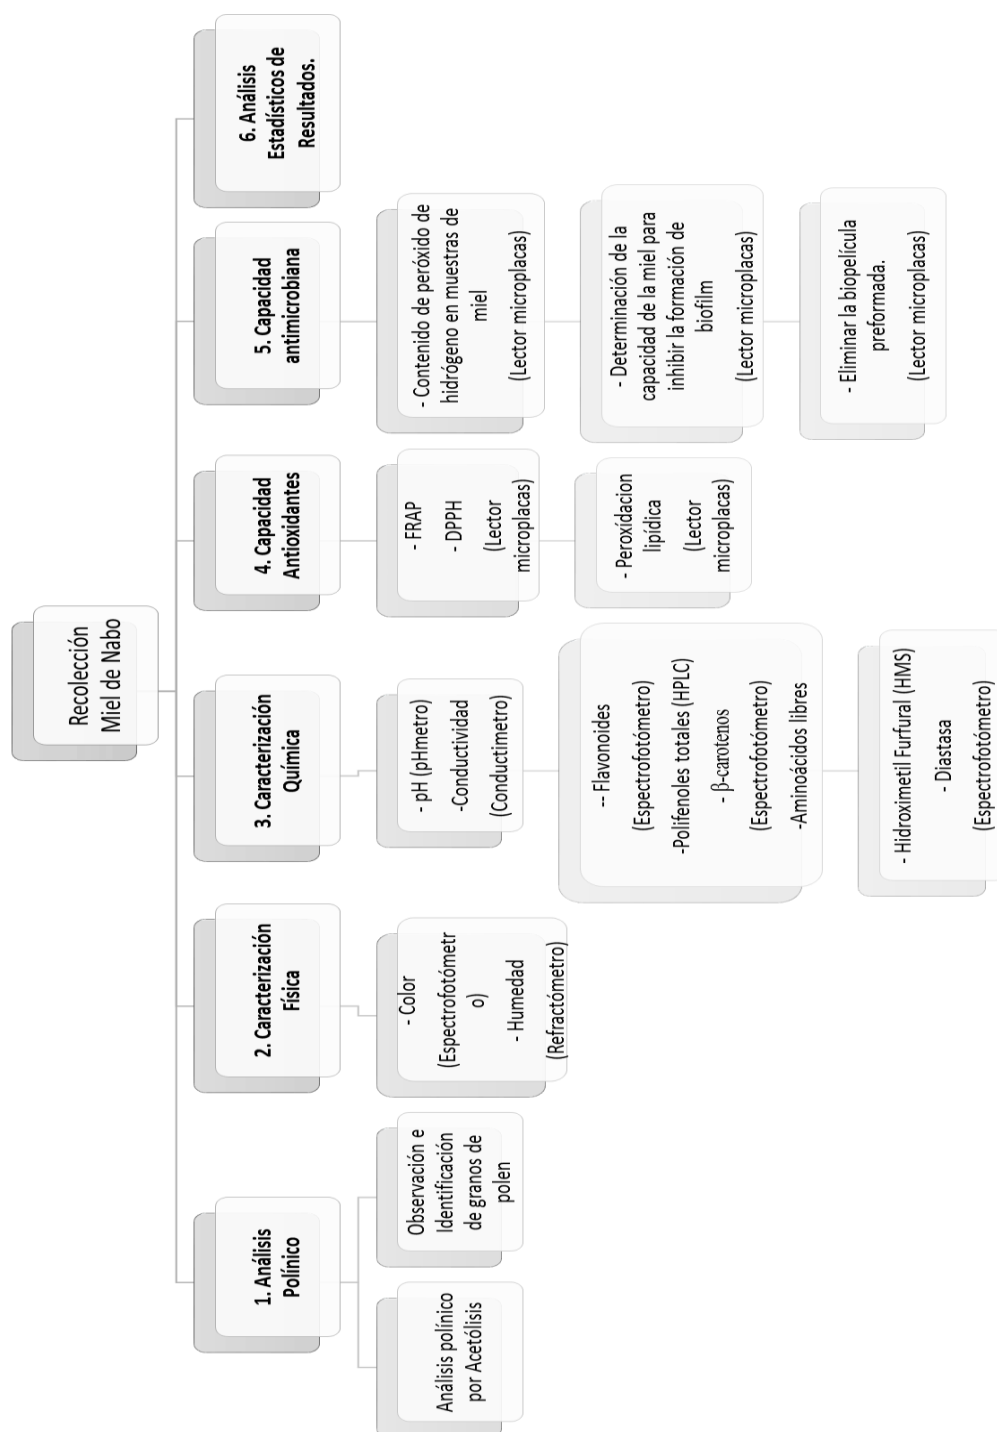 Recolección
Miel de Nabo
1. Análisis
Polínico
Análisis polínico
por Acetólisis
Observación e
Identificación
de granos de
polen
2. Caracterización
Física
- Color
(Espectrofotómetr
o)
- Humedad
(Refractómetro)
3. Caracterización
Química
- pH (pHmetro)
-Conductividad
(Conductimetro)
-- Flavonoides
(Espectrofotómetro)
-Polifenoles totales (HPLC)
- β-carotenos
(Espectrofotómetro)
-Aminoácidos libres
- Hidroximetil Furfural (HMS)
- Diastasa
(Espectrofotómetro)
4. Capacidad
Antioxidantes
- FRAP
- DPPH
(Lector
microplacas)
- Peroxidacion
lipídica
(Lector
microplacas)
5. Capacidad
antimicrobiana
- Contenido de peróxido de
hidrógeno en muestras de
miel
(Lector microplacas)
- Determinación de la
capacidad de la miel para
inhibir la formación de
biofilm
(Lector microplacas)
- Eliminar la biopelícula
preformada.
(Lector microplacas)
6. Análisis
Estadísticos de
Resultados.